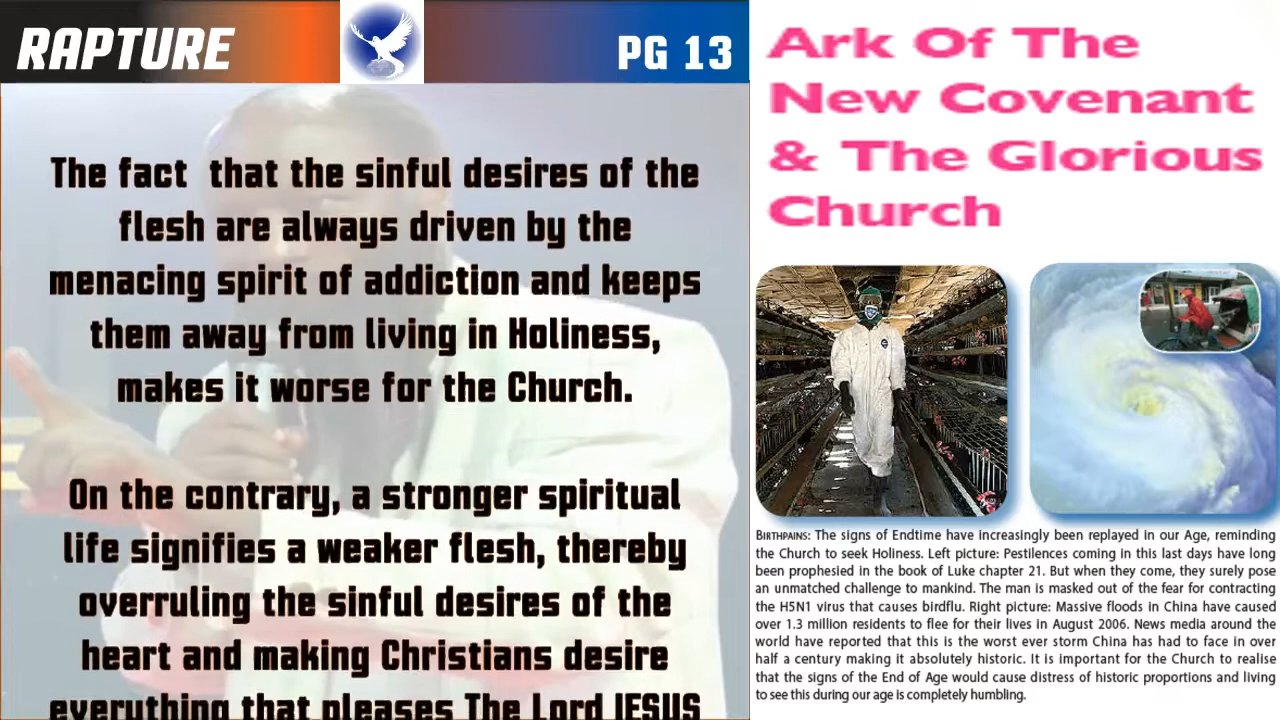 RAPTURE
PG 13
The fact that the sinful desires of the
flesh are always driven by the
menacing spirit of addiction and keeps
them away from living in Holiness,
makes it worse for the Church.
On the contrary, a stronger spiritual
life signifies a weaker flesh, thereby
overruling the sinful desires of the
heart and making Christians desire
everything that pleases The Lord JESUS
Ark Of The
New Covenant
& The Glorious
Church
BIRTHPAINS: The signs of Endtime have increasingly been replayed in our Age, reminding
the Church to seek Holiness. Left picture: Pestilences coming in this last days have long
been prophesied in the book of Luke chapter 21. But when they come, they surely pose
an unmatched challenge to mankind. The man is masked out of the fear for contracting
the H5N1 virus that causes birdflu. Right picture: Massive floods in China have caused
over 1.3 million residents to flee for their lives in August 2006. News media around the
world have reported that this is the worst ever storm China has had to face in over
half a century making it absolutely historic. It is important for the Church to realise
that the signs of the End of Age would cause distress of historic proportions and living
to see this during our age is completely humbling.